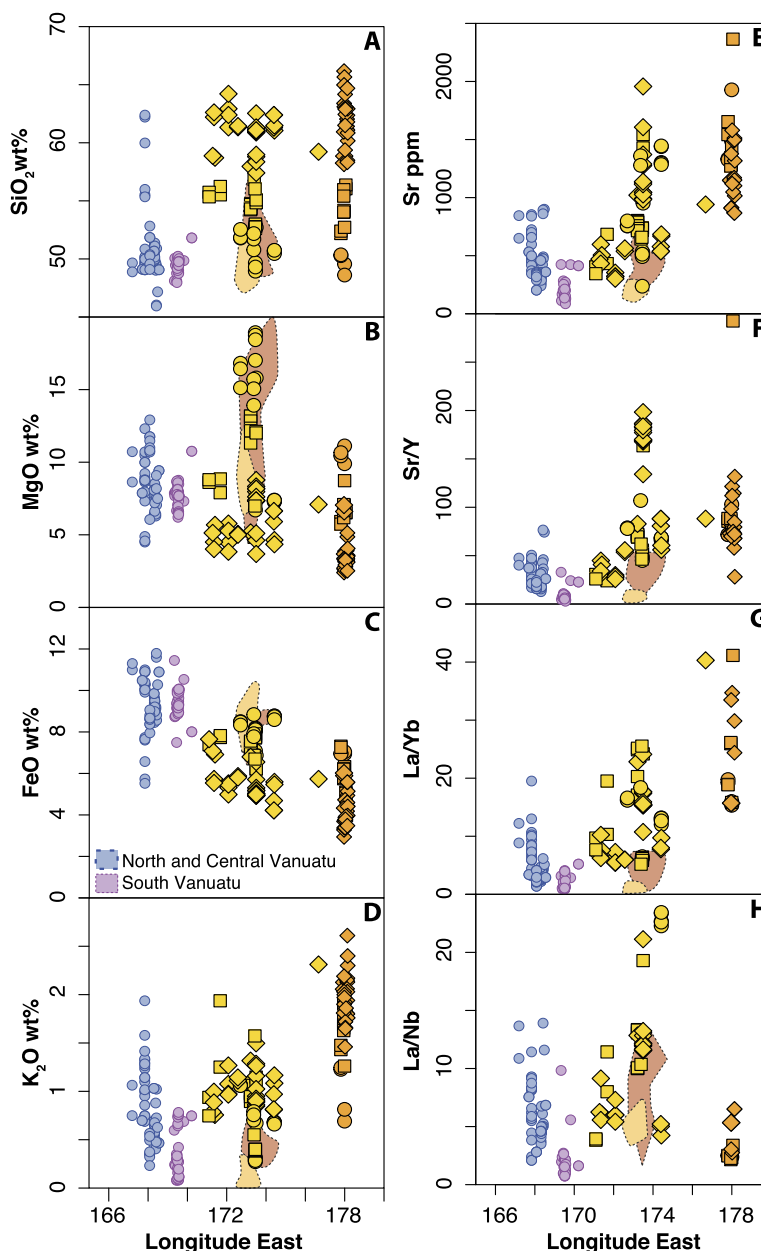 A
70
60
50
SiO2 wt%
B
15
10
5
0
MgO wt%
C
12
8
4
0
FeO wt%
North and Central Vanuatu
South Vanuatu
D
2
1
0
K2O wt%
166
172
178
Longitude East
E
2000
1000
0
Sr ppm
F
200
100
0
Sr/Y
G
40
20
0
La/Yb
H
20
10
0
La/Nb
166
170
174
178
Longitude East